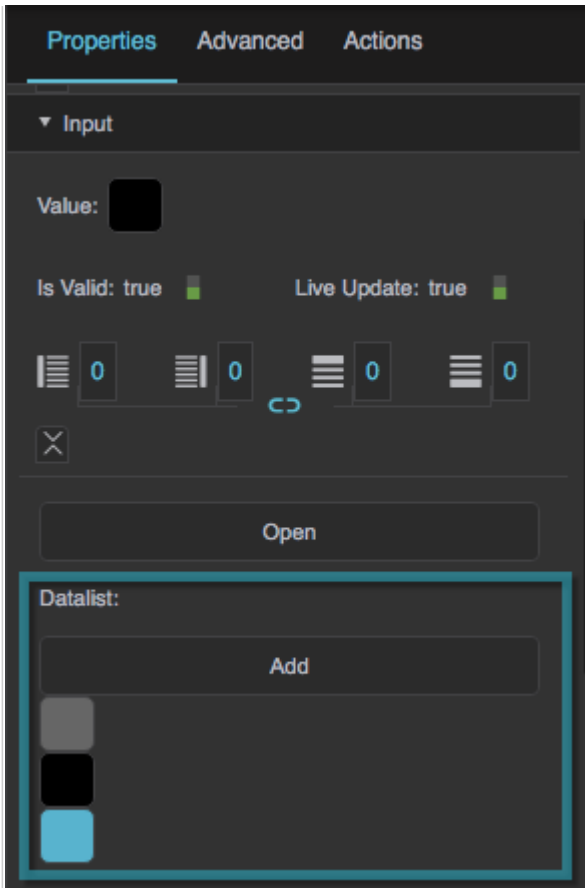 Properties Advanced Actions
Input
Value:
Is Valid: true Live Update: true
0 0 0 0
Open
Datalist:
Add